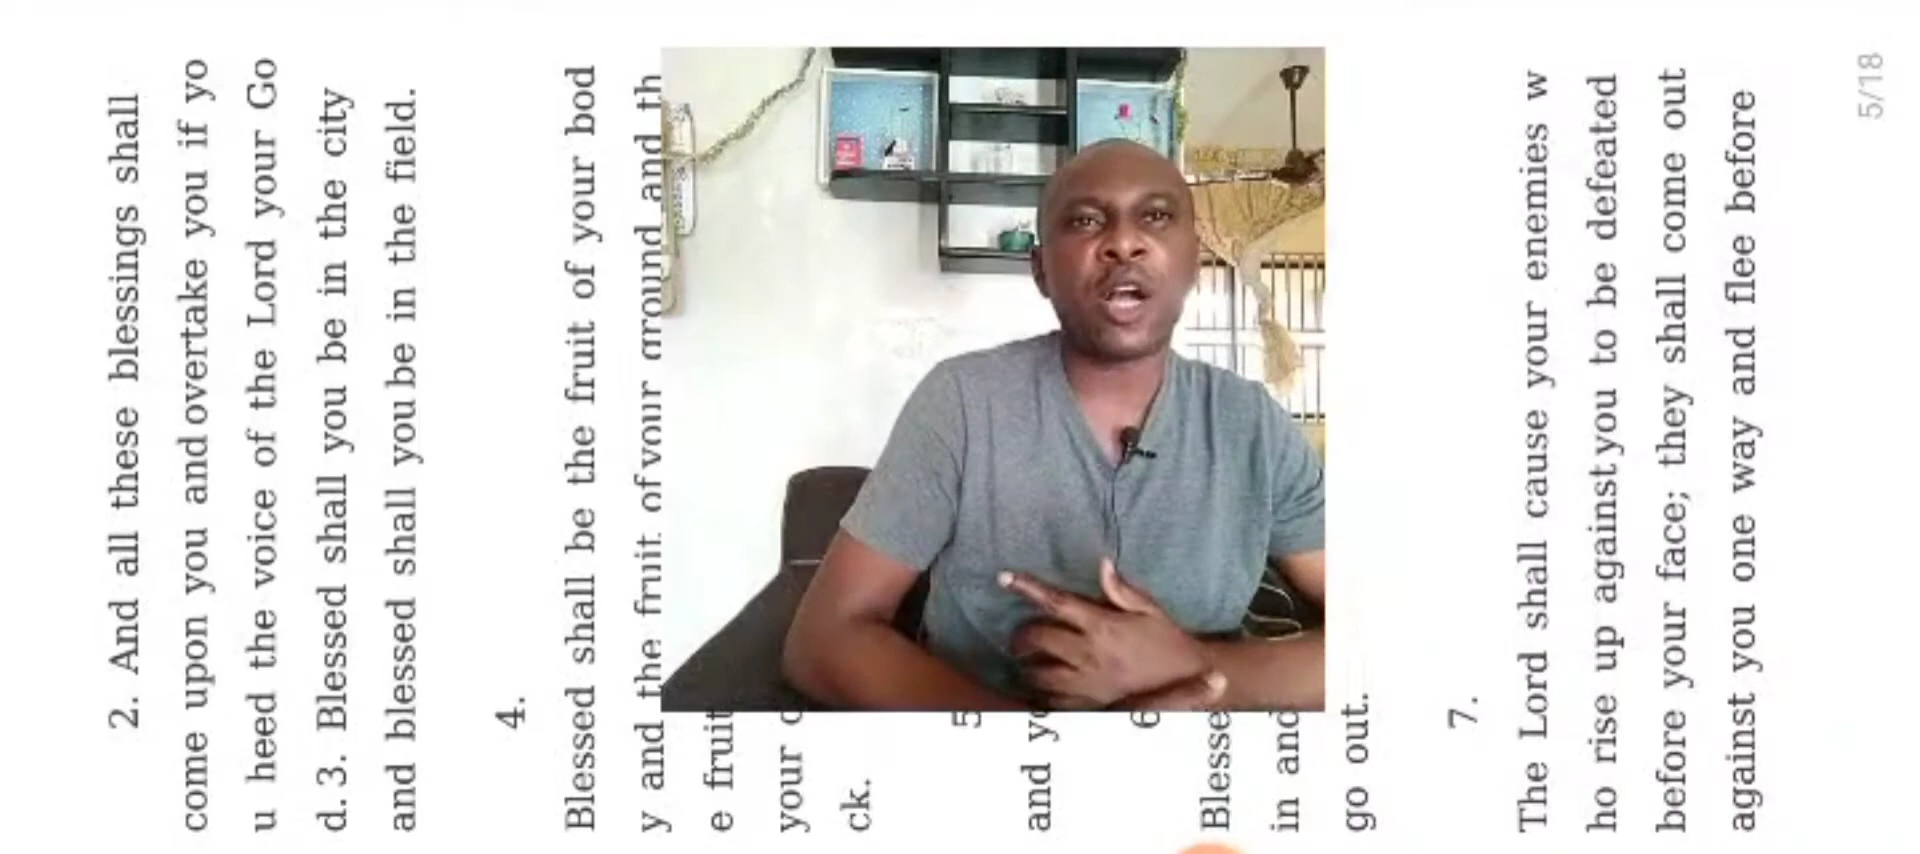 2. And all these blessings shall
come upon you and overtake you if yo
u heed the voice of the Lord your Go
d. 3. Blessed shall you be in the city
and blessed shall you be in the field.
4.
Blessed shall be the fruit of your bod
y and the fruit of your ground and th
e fruit
your
ck.
5
and
6
Blesse
in and
go out.
7.
The Lord shall cause your enemies w
ho rise up against you to be defeated
before your face; they shall come out
against you one way and flee before
5/18